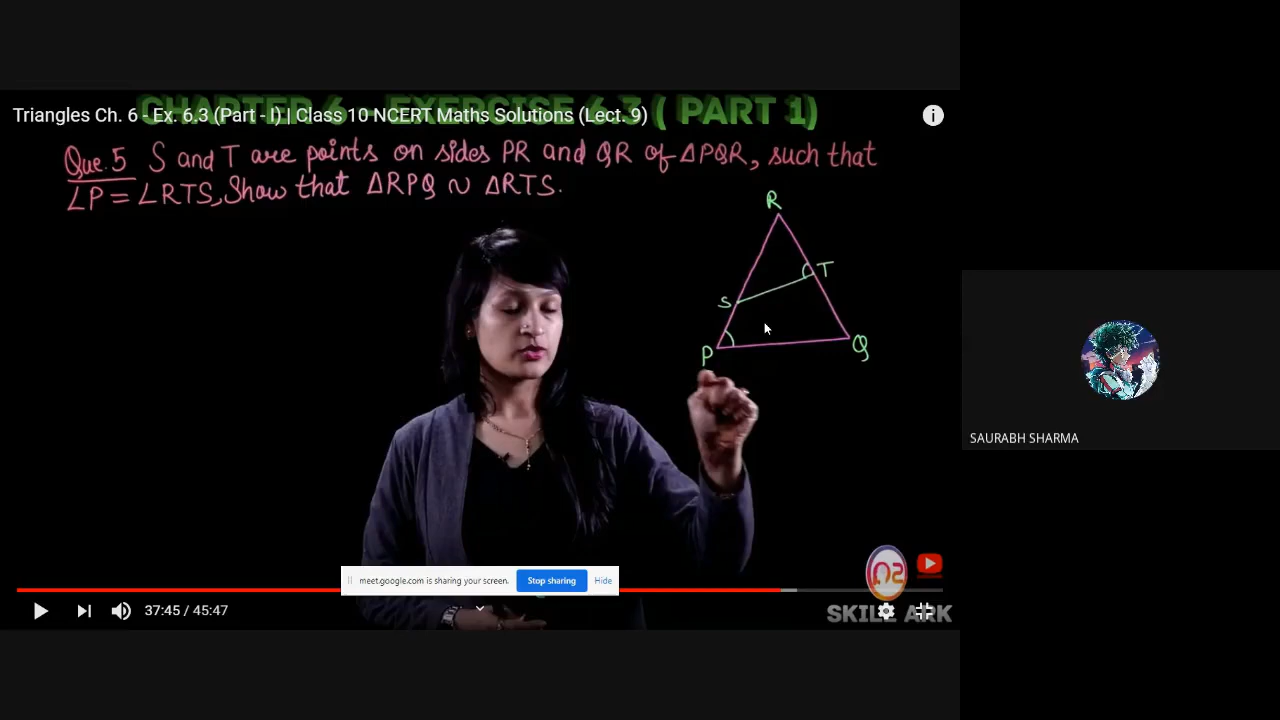 CHAPTER 6 - EXERCISE 6.3 ( PART 1)
Triangles Ch. 6 - Ex. 6.3 (Part - I) | Class 10 NCERT Maths Solutions (Lect. 9)
Que.5 S and T are points on sides PR and QR of ΔPQR, such that
∠P = ∠RTS, Show that ΔRPQ ~ ΔRTS.
R
T
S
P
Q
SAURABH SHARMA
meet.google.com is sharing your screen. Stop sharing Hide
37:45 / 45:47
SKILL ARK